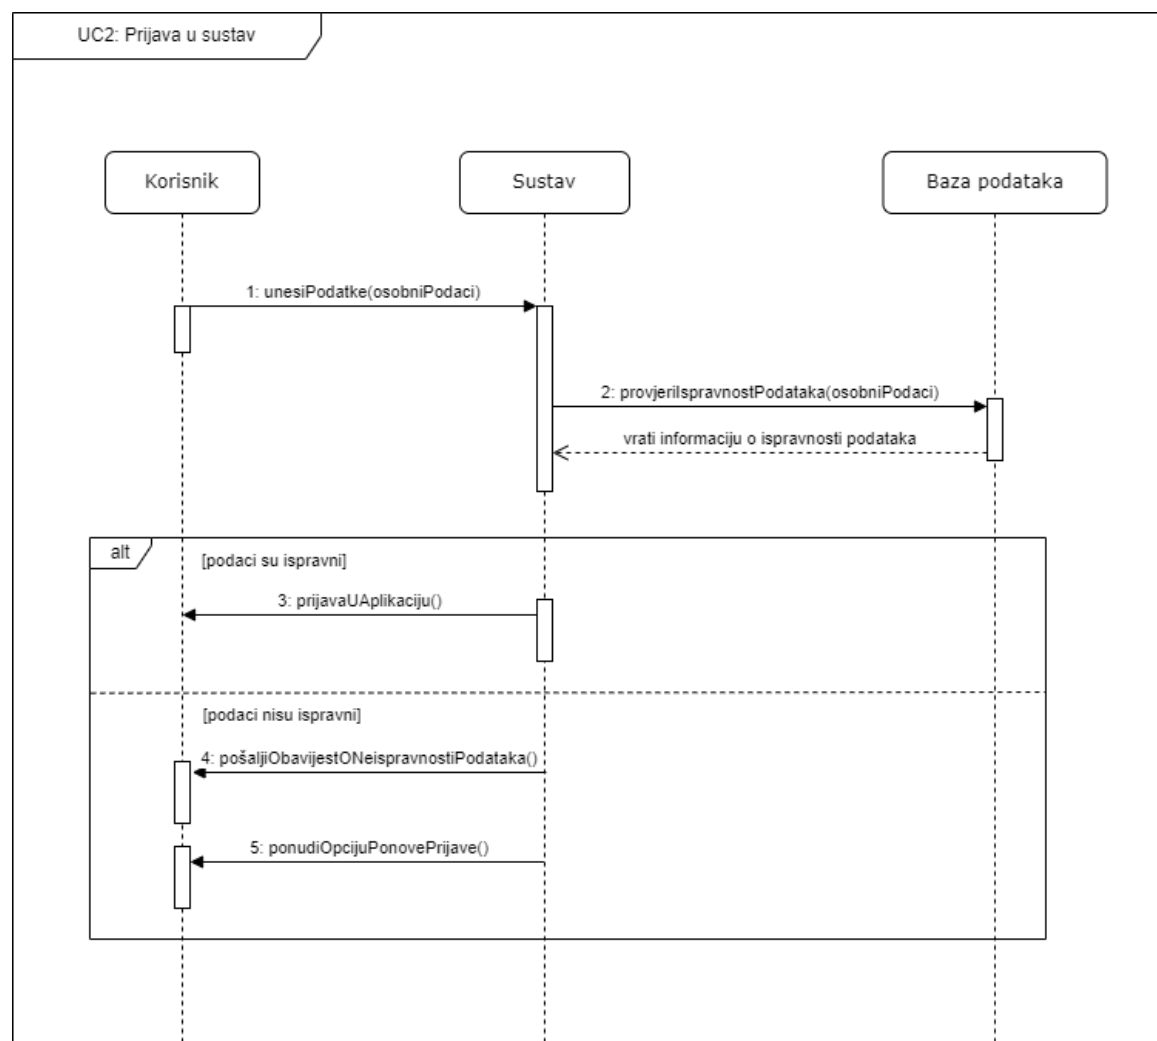 UC2: Prijava u sustav
Korisnik
Sustav
Baza podataka
1: unesiPodatke(osobniPodaci)
2: provjeriIspravnostPodataka(osobniPodaci)
vrati informaciju o ispravnosti podataka
alt
[podaci su ispravni]
3: prijavaUAplikaciju()
[podaci nisu ispravni]
4: pošaljiObavijestONeispravnostiPodataka()
5: ponudiOpcijuPonovePrijave()